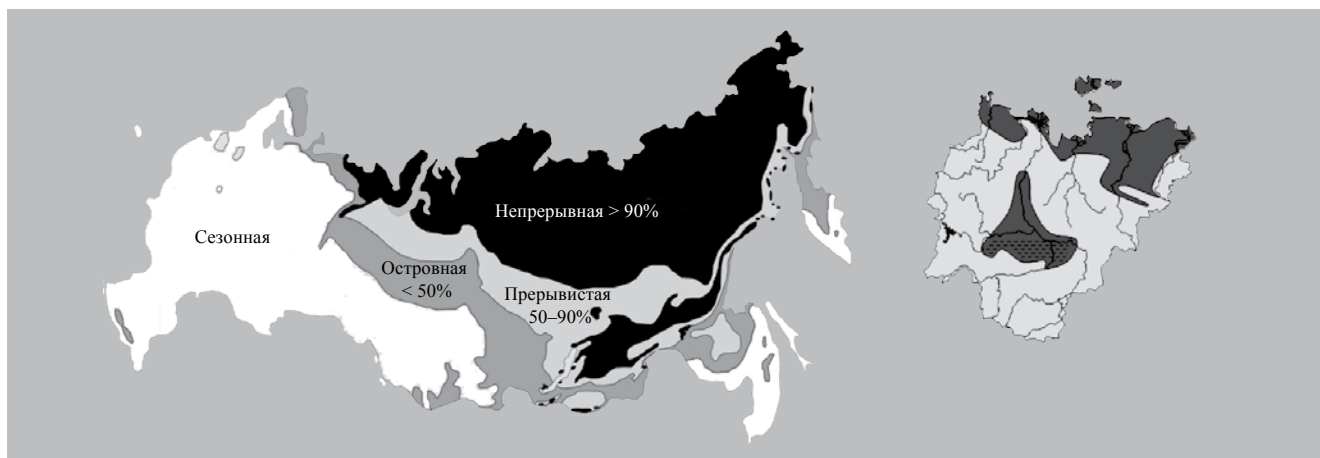 Непрерывная > 90%
Сезонная
Островная
< 50%
Прерывистая
50–90%